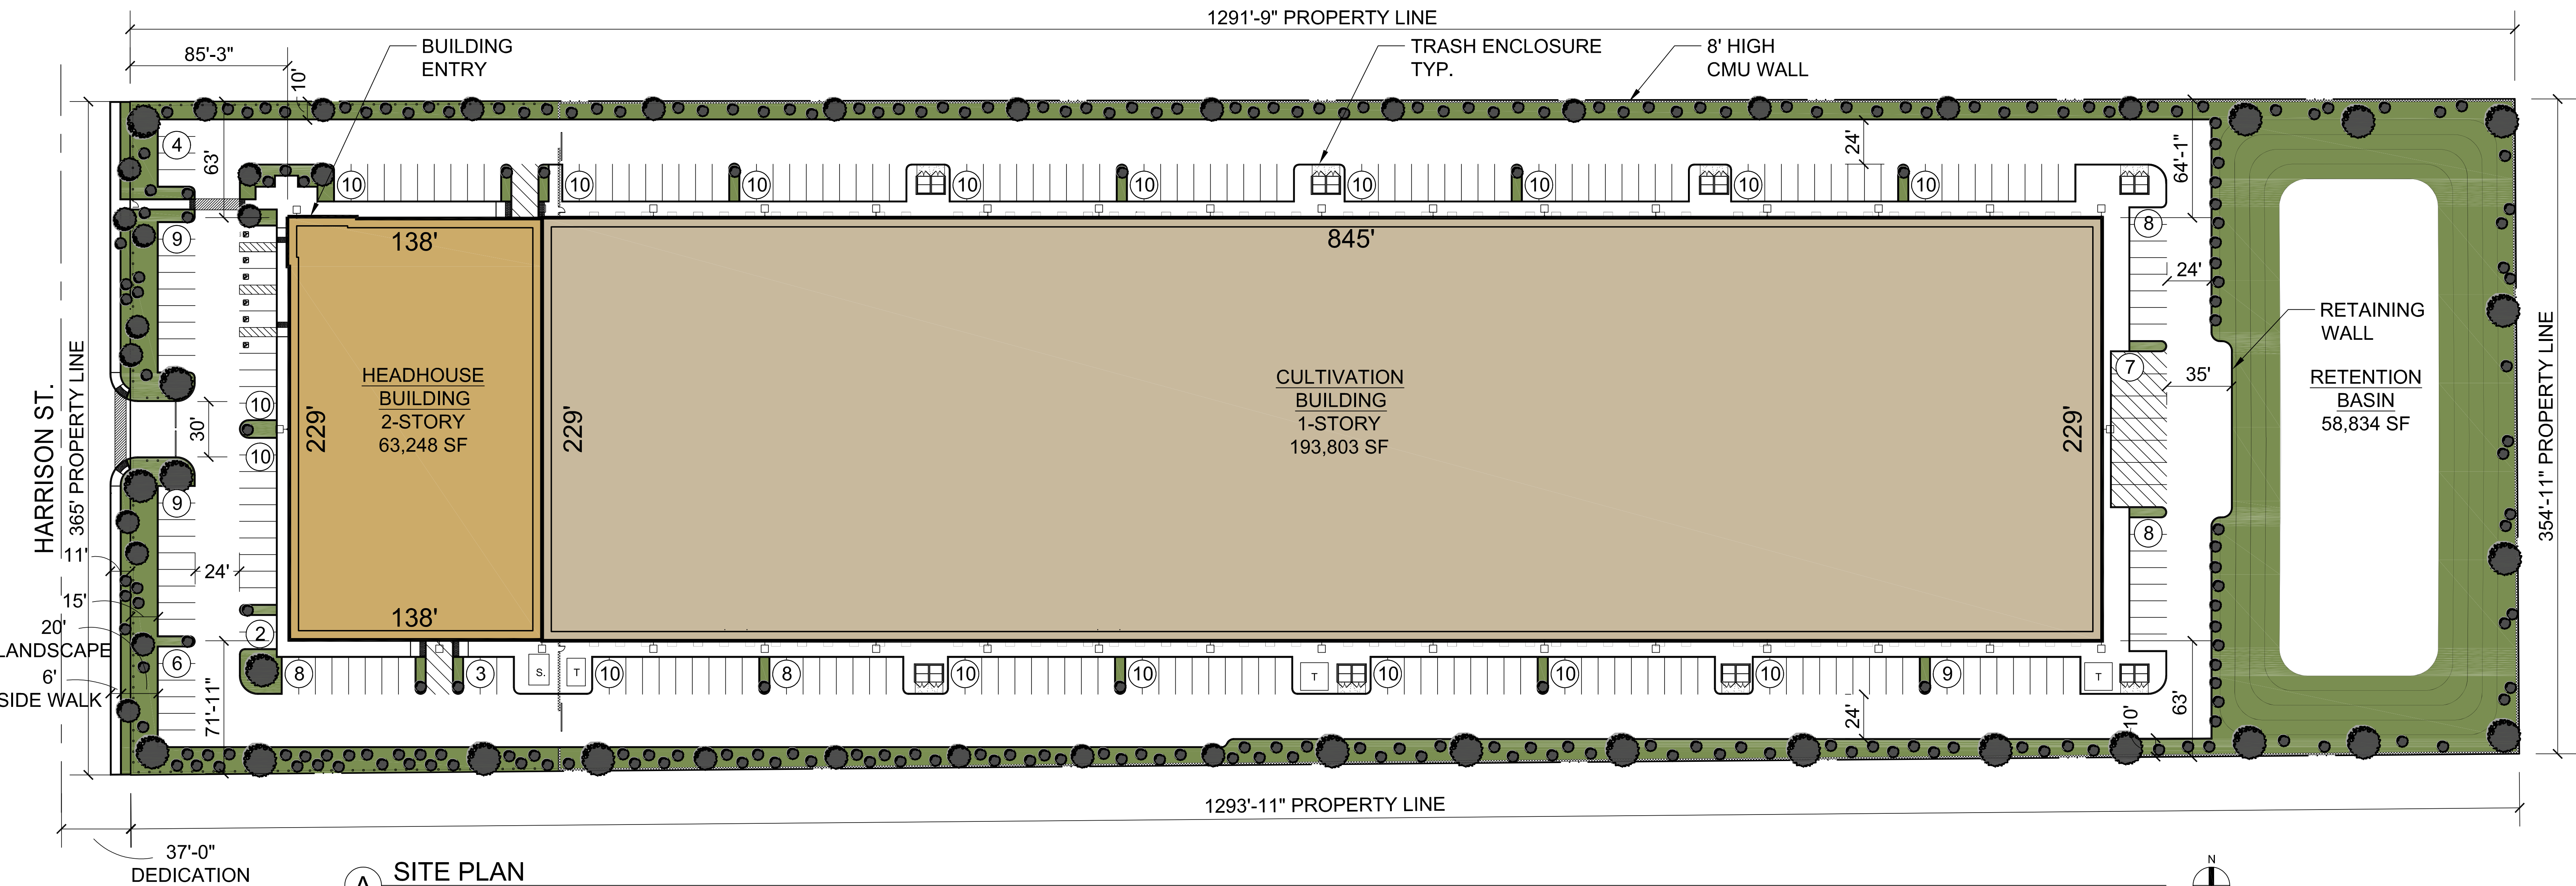 1291'-9" PROPERTY LINE
85'-3"
BUILDING
ENTRY
TRASH ENCLOSURE
TYP.
8' HIGH
CMU WALL
10'
4
63'
10
10
10
10
10
10
10
10
10
24'
64'-1"
9
138'
845'
8
24'
HARRISON ST.
365' PROPERTY LINE
30'
10
10
9
229'
HEADHOUSE
BUILDING
2-STORY
63,248 SF
229'
CULTIVATION
BUILDING
1-STORY
193,803 SF
229'
7
35'
8
RETAINING
WALL
RETENTION
BASIN
58,834 SF
354'-11" PROPERTY LINE
11'
24'
15'
20'
LANDSCAPE
6'
SIDE WALK
138'
2
6
71'-11"
8
3
S.
T
10
8
10
10
T
10
10
10
9
T
24'
10'
63'
1293'-11" PROPERTY LINE
37'-0"
DEDICATION
A
SITE PLAN
N